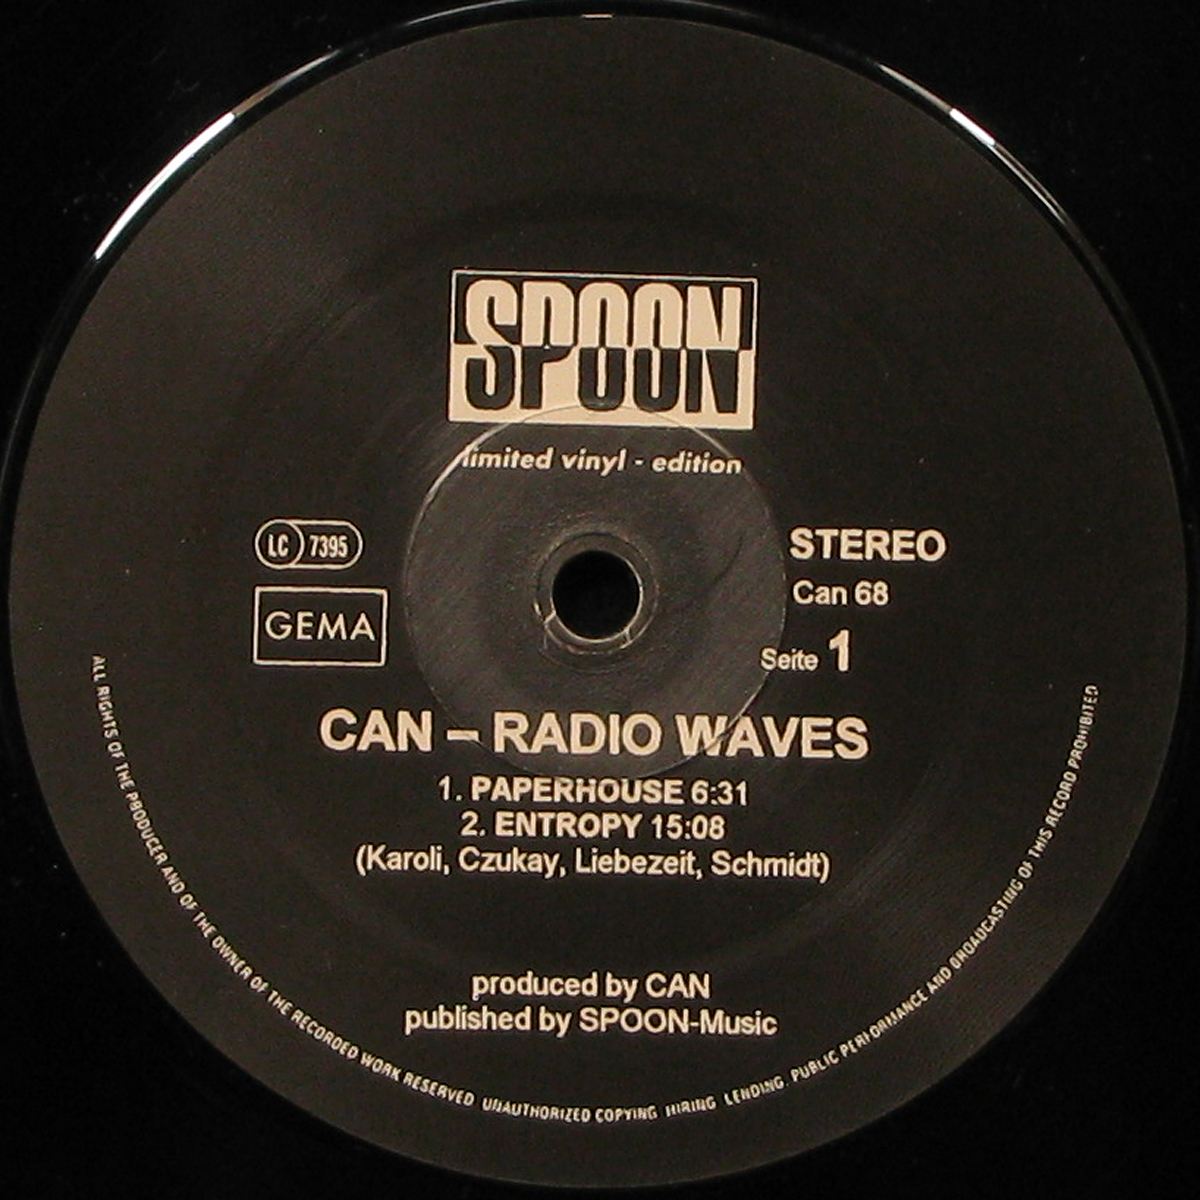 SPOON
limited vinyl - edition
LC 7395
GEMA
STEREO
Can 68
Seite 1
CAN – RADIO WAVES
1. PAPERHOUSE 6:31
2. ENTROPY 15:08
(Karoli, Czukay, Liebezeit, Schmidt)
produced by CAN
published by SPOON-Music
ALL RIGHTS OF THE PRODUCER AND OF THE OWNER OF THE RECORDED WORK RESERVED UNAUTHORIZED COPYING HIRING LENDING. PUBLIC PERFORMANCE AND BROADCASTING OF THIS RECORD PROHIBITED